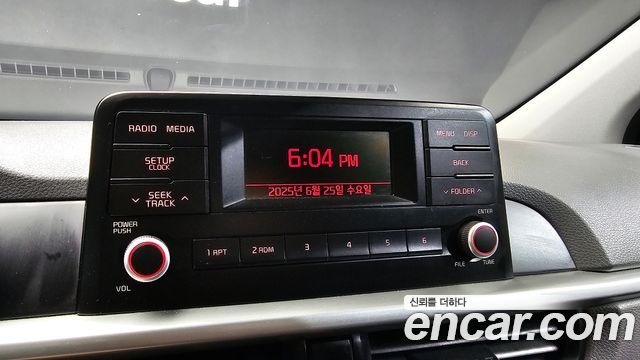 RADIO MEDIA
SETUP
CLOCK
SEEK
TRACK
POWER
PUSH
VOL
6:04 PM
2025년 6월 25일 수요일
1 RPT 2 RDM 3 4 5 6
MENU DISP
BACK
FOLDER
ENTER
FILE TUNE
신뢰를 더하다
encar.com